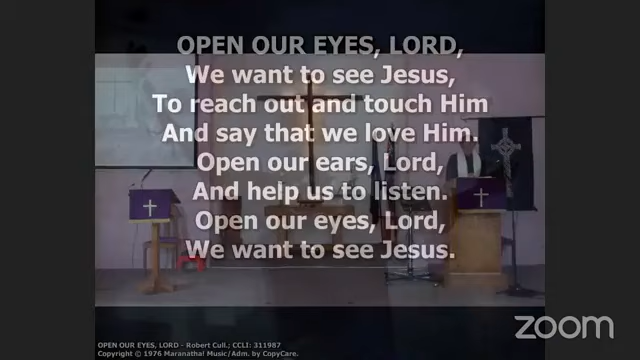 OPEN OUR EYES, LORD,
We want to see Jesus,
To reach out and touch Him
And say that we love Him.
Open our ears, Lord,
And help us to listen.
Open our eyes, Lord,
We want to see Jesus.
OPEN OUR EYES, LORD - Robert Cull.; CCLI: 311987
Copyright © 1976 Maranatha! Music/Adm. by CopyCare.
zoom